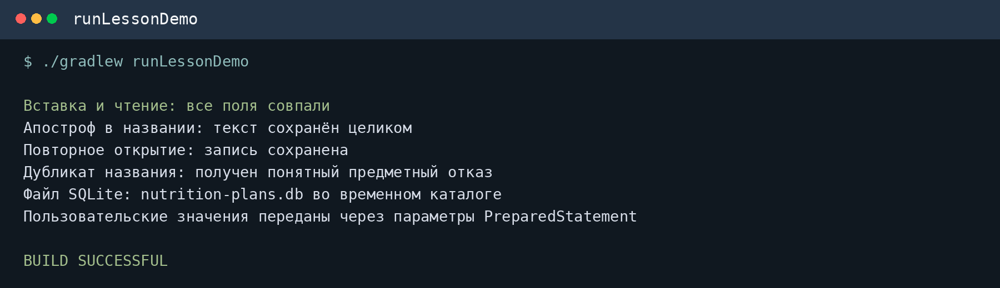 runLessonDemo
$ ./gradlew runLessonDemo
Вставка и чтение: все поля совпали
Апостроф в названии: текст сохранён целиком
Повторное открытие: запись сохранена
Дубликат названия: получен понятный предметный отказ
Файл SQLite: nutrition-plans.db во временном каталоге
Пользовательские значения переданы через параметры PreparedStatement
BUILD SUCCESSFUL